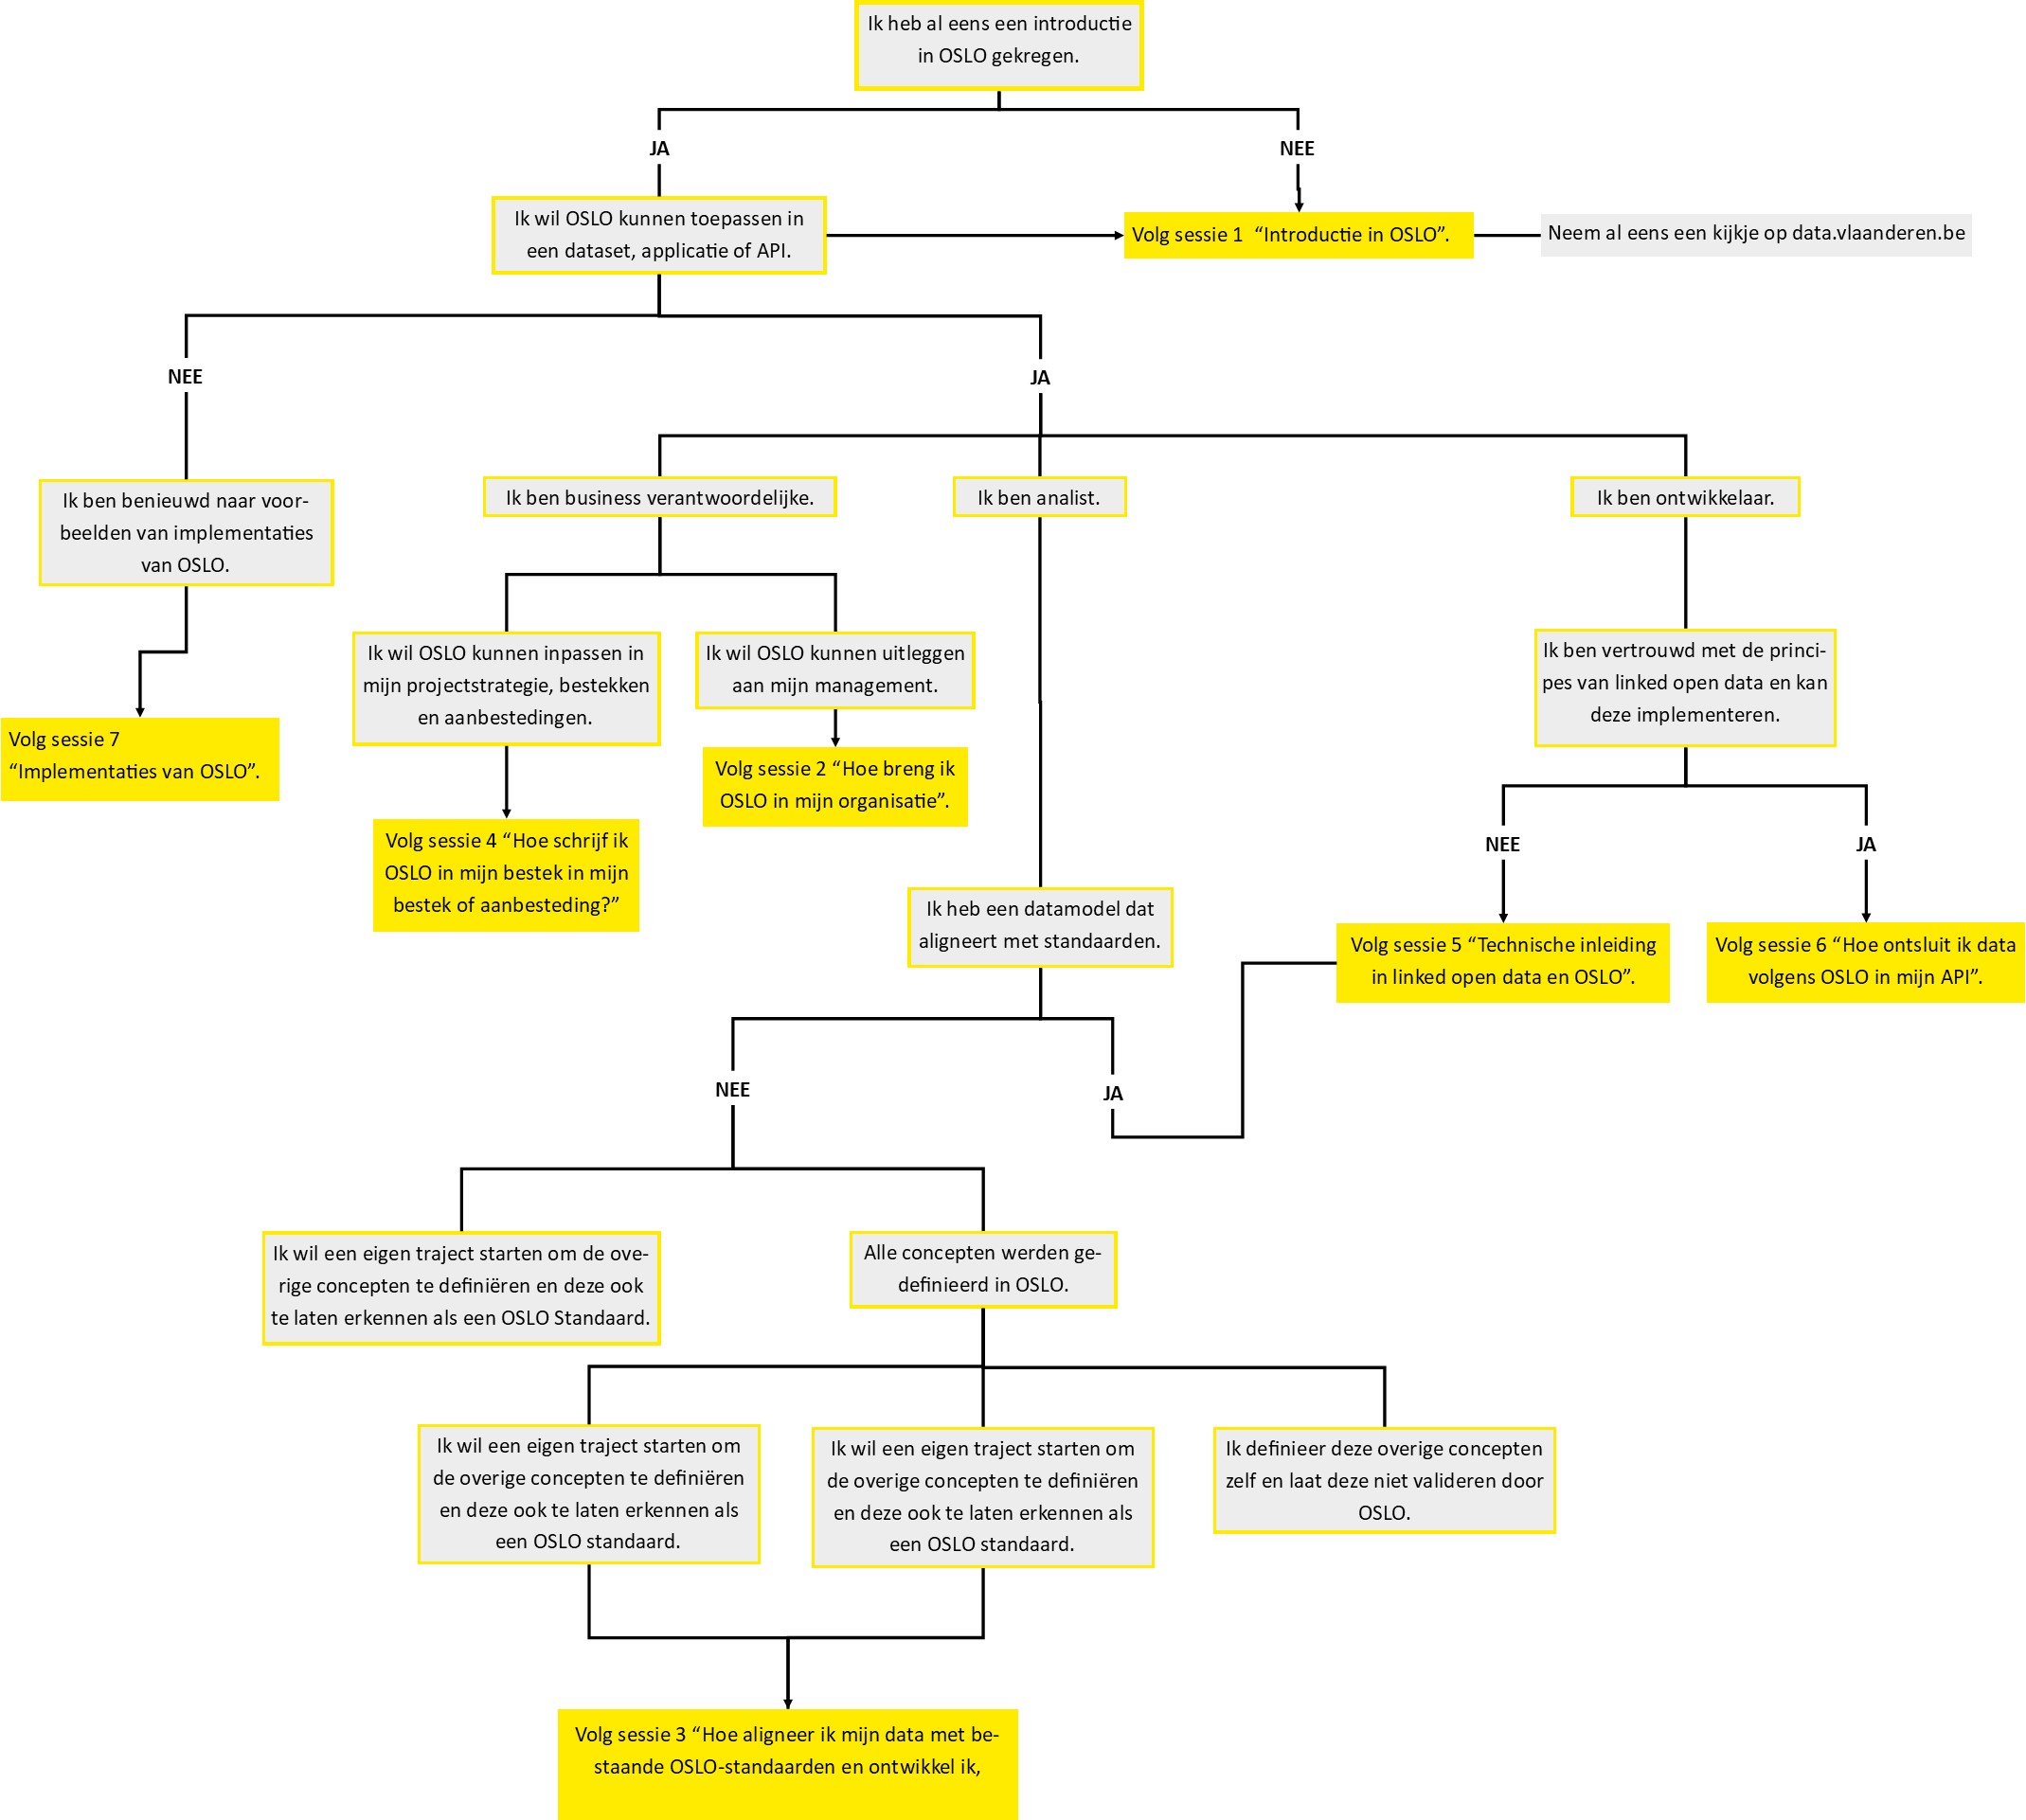 Ik heb al eens een introductie
in OSLO gekregen.
JA
NEE
Ik wil OSLO kunnen toepassen in
een dataset, applicatie of API.
Volg sessie 1 “Introductie in OSLO”.
Neem al eens een kijkje op data.vlaanderen.be
NEE
JA
Ik ben benieuwd naar voor-
beelden van implementaties
van OSLO.
Ik ben business verantwoordelijke.
Ik ben analist.
Ik ben ontwikkelaar.
Ik wil OSLO kunnen inpassen in
mijn projectstrategie, bestekken
en aanbestedingen.
Ik wil OSLO kunnen uitleggen
aan mijn management.
Ik ben vertrouwd met de princi-
pes van linked open data en kan
deze implementeren.
Volg sessie 7
“Implementaties van OSLO”.
Volg sessie 2 “Hoe breng ik
OSLO in mijn organisatie”.
Volg sessie 4 “Hoe schrijf ik
OSLO in mijn bestek in mijn
bestek of aanbesteding?”
NEE
JA
Ik heb een datamodel dat
aligneert met standaarden.
Volg sessie 5 “Technische inleiding
in linked open data en OSLO”.
Volg sessie 6 “Hoe ontsluit ik data
volgens OSLO in mijn API”.
NEE
JA
Ik wil een eigen traject starten om de ove-
rige concepten te definiëren en deze ook
te laten erkennen als een OSLO Standaard.
Alle concepten werden ge-
definieerd in OSLO.
Ik wil een eigen traject starten om
de overige concepten te definiëren
en deze ook te laten erkennen als
een OSLO standaard.
Ik wil een eigen traject starten om
de overige concepten te definiëren
en deze ook te laten erkennen als
een OSLO standaard.
Ik definieer deze overige concepten
zelf en laat deze niet valideren door
OSLO.
Volg sessie 3 “Hoe aligneer ik mijn data met be-
staande OSLO-standaarden en ontwikkel ik,